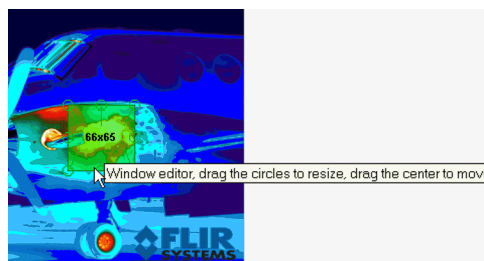 66x65
Window editor, drag the circles to resize, drag the center to mov
FLIR
SYSTEMS